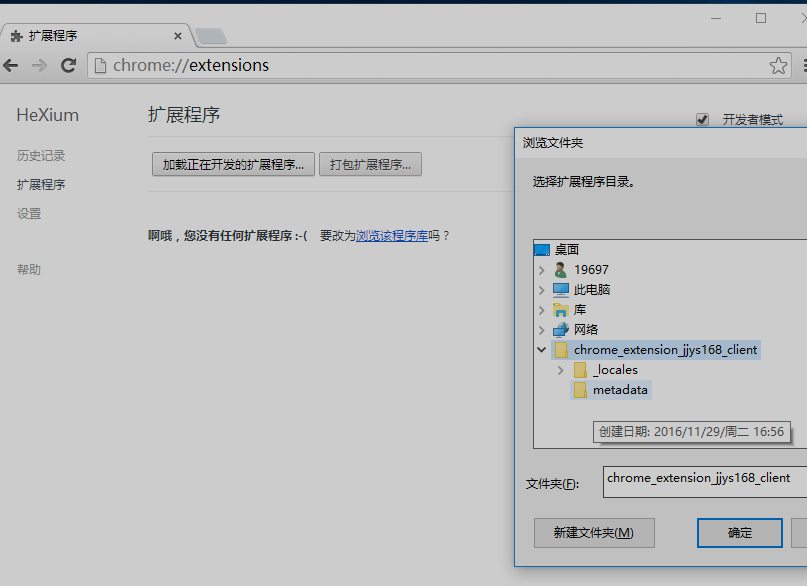 扩展程序
chrome://extensions
HeXium
扩展程序
开发者模式
历史记录
扩展程序
设置
帮助
加载正在开发的扩展程序...
打包扩展程序...
啊哦，您没有任何扩展程序 :-( 要改为浏览该程序库吗？
浏览文件夹
选择扩展程序目录。
桌面
19697
此电脑
库
网络
chrome_extension_jjys168_client
_locales
metadata
创建日期: 2016/11/29/周二 16:56
文件夹(F):
chrome_extension_jjys168_client
新建文件夹(M)
确定